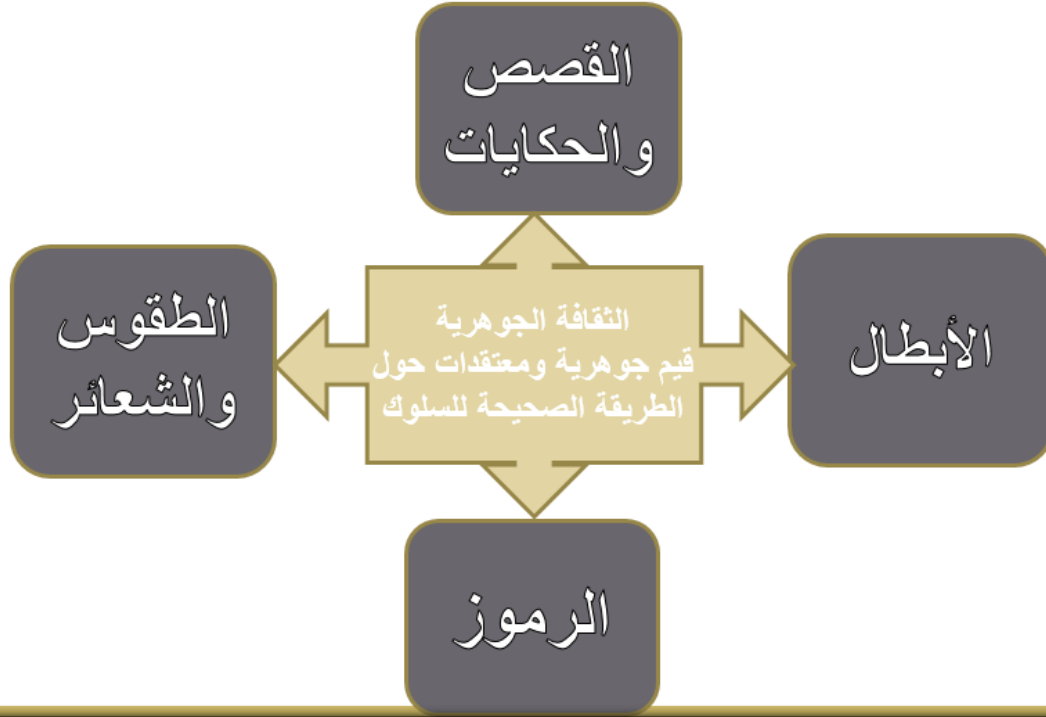 القصص
والحكايات
الأبطال
الثقافة الجوهرية
قيم جوهرية ومعتقدات حول
الطريقة الصحيحة للسلوك
الطقوس
والشعائر
الرموز